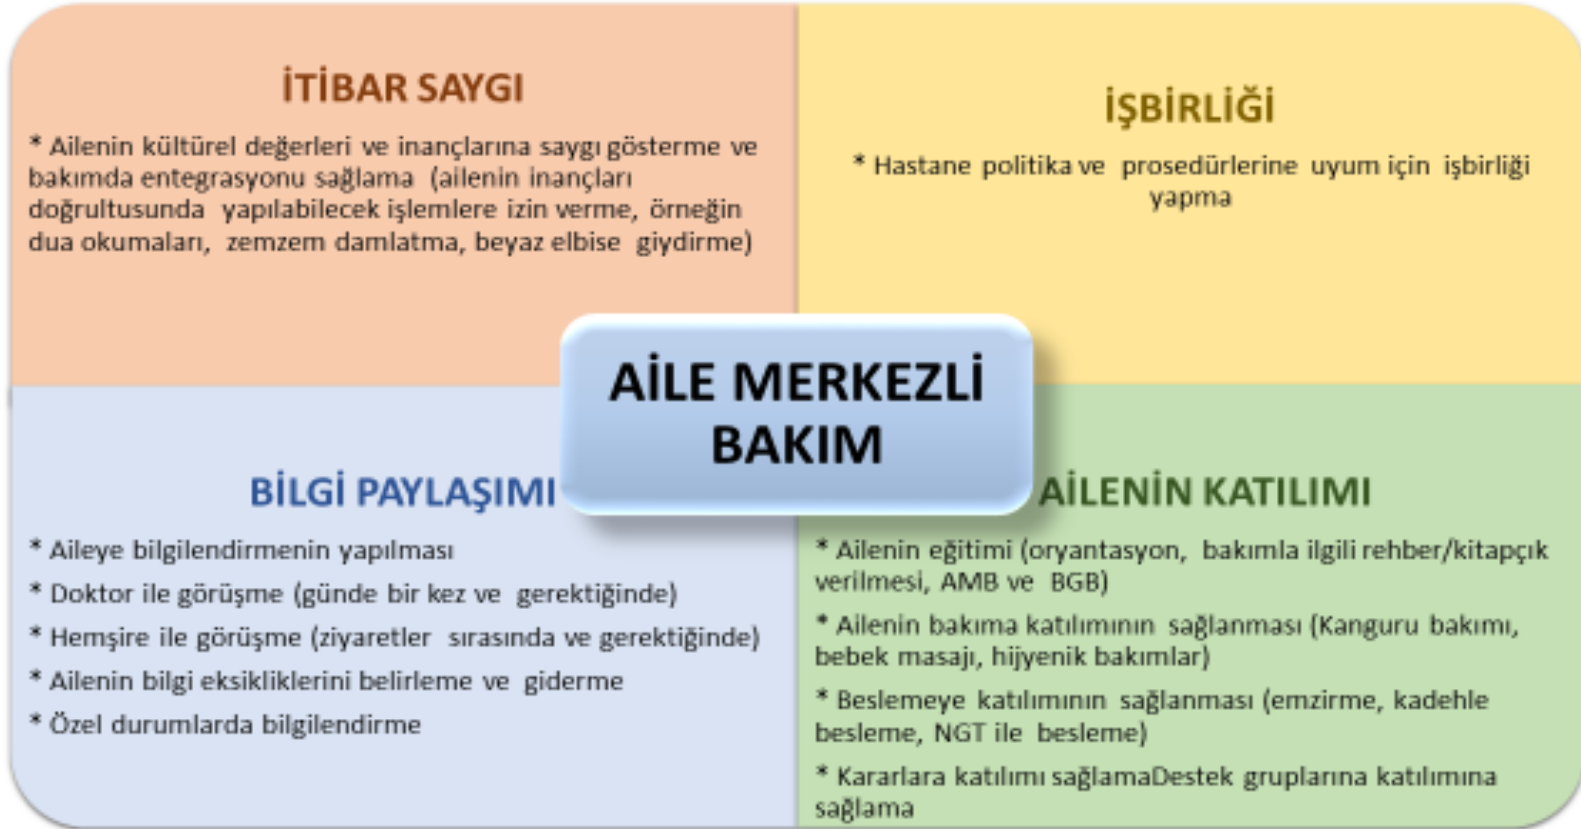 İTİBAR SAYGI
* Ailenin kültürel değerleri ve inançlarına saygı gösterme ve
bakımda entegrasyonu sağlama (ailenin inançları
doğrultusunda yapılabilecek işlemlere izin verme, örneğin
dua okumaları, zemzem damlatma, beyaz elbise giydirme)
İŞBİRLİĞİ
* Hastane politika ve prosedürlerine uyum için işbirliği
yapma
AİLE MERKEZLİ
BAKIM
BİLGİ PAYLAŞIMI
* Aileye bilgilendirmenin yapılması
* Doktor ile görüşme (günde bir kez ve gerektiğinde)
* Hemşire ile görüşme (ziyaretler sırasında ve gerektiğinde)
* Ailenin bilgi eksikliklerini belirleme ve giderme
* Özel durumlarda bilgilendirme
AİLENİN KATILIMI
* Ailenin eğitimi (oryantasyon, bakımla ilgili rehber/kitapçık
verilmesi, AMB ve BGB)
* Ailenin bakıma katılımının sağlanması (Kanguru bakımı,
bebek masajı, hijyenik bakımlar)
* Beslemeye katılımının sağlanması (emzirme, kadehle
besleme, NGT ile besleme)
* Kararlara katılımı sağlamaDestek gruplarına katılımına
sağlama